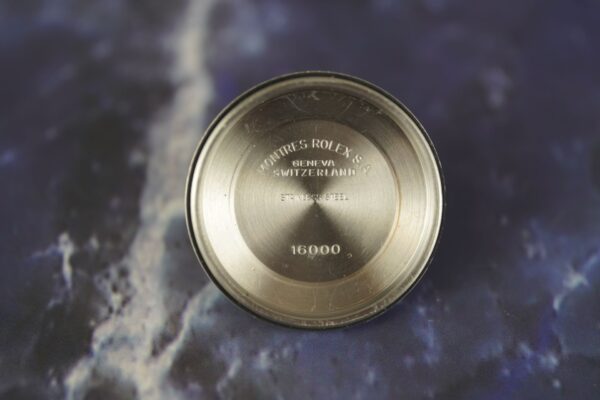 MONTRES ROLEX S.A
GENEVA
SWITZERLAND
STAINLESS STEEL
16000